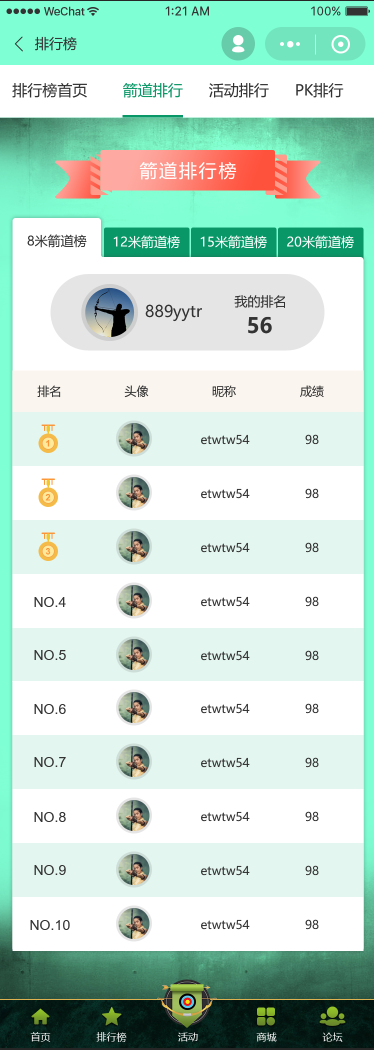 WeChat 1:21 AM 100%
排行榜
排行榜首页 箭道排行 活动排行 PK排行
箭道排行榜
8米箭道榜 12米箭道榜 15米箭道榜 20米箭道榜
889yytr
我的排名
56
排名 头像 昵称 成绩
1 etwtw54 98
2 etwtw54 98
3 etwtw54 98
NO.4 etwtw54 98
NO.5 etwtw54 98
NO.6 etwtw54 98
NO.7 etwtw54 98
NO.8 etwtw54 98
NO.9 etwtw54 98
NO.10 etwtw54 98
首页 排行榜 活动 商城 论坛